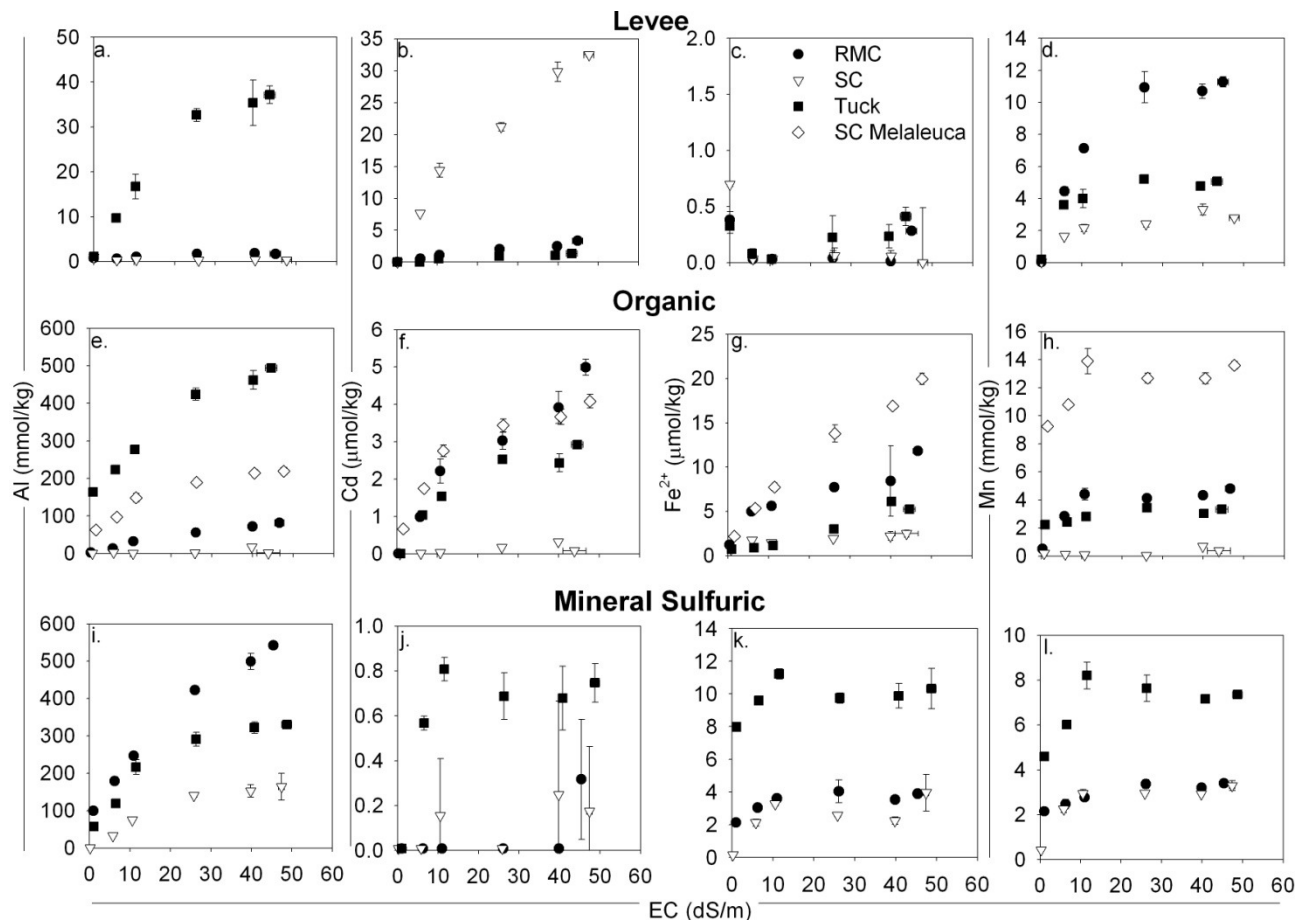 Levee
a.
50
40
30
20
10
0
b.
35
30
25
20
15
10
5
0
c.
2.0
1.5
1.0
0.5
0.0
RMC
SC
Tuck
SC Melaleuca
d.
14
12
10
8
6
4
2
0
Organic
e.
600
500
400
300
200
100
0
f.
6
5
4
3
2
1
0
g.
25
20
15
10
5
0
h.
16
14
12
10
8
6
4
2
0
Al (mmol/kg)
Cd (µmol/kg)
Fe²⁺ (µmol/kg)
Mn (mmol/kg)
Mineral Sulfuric
i.
600
500
400
300
200
100
0
j.
1.0
0.8
0.6
0.4
0.2
0.0
k.
14
12
10
8
6
4
2
0
l.
10
8
6
4
2
0
0 10 20 30 40 50 60
0 10 20 30 40 50 60
0 10 20 30 40 50 60
0 10 20 30 40 50 60
EC (dS/m)